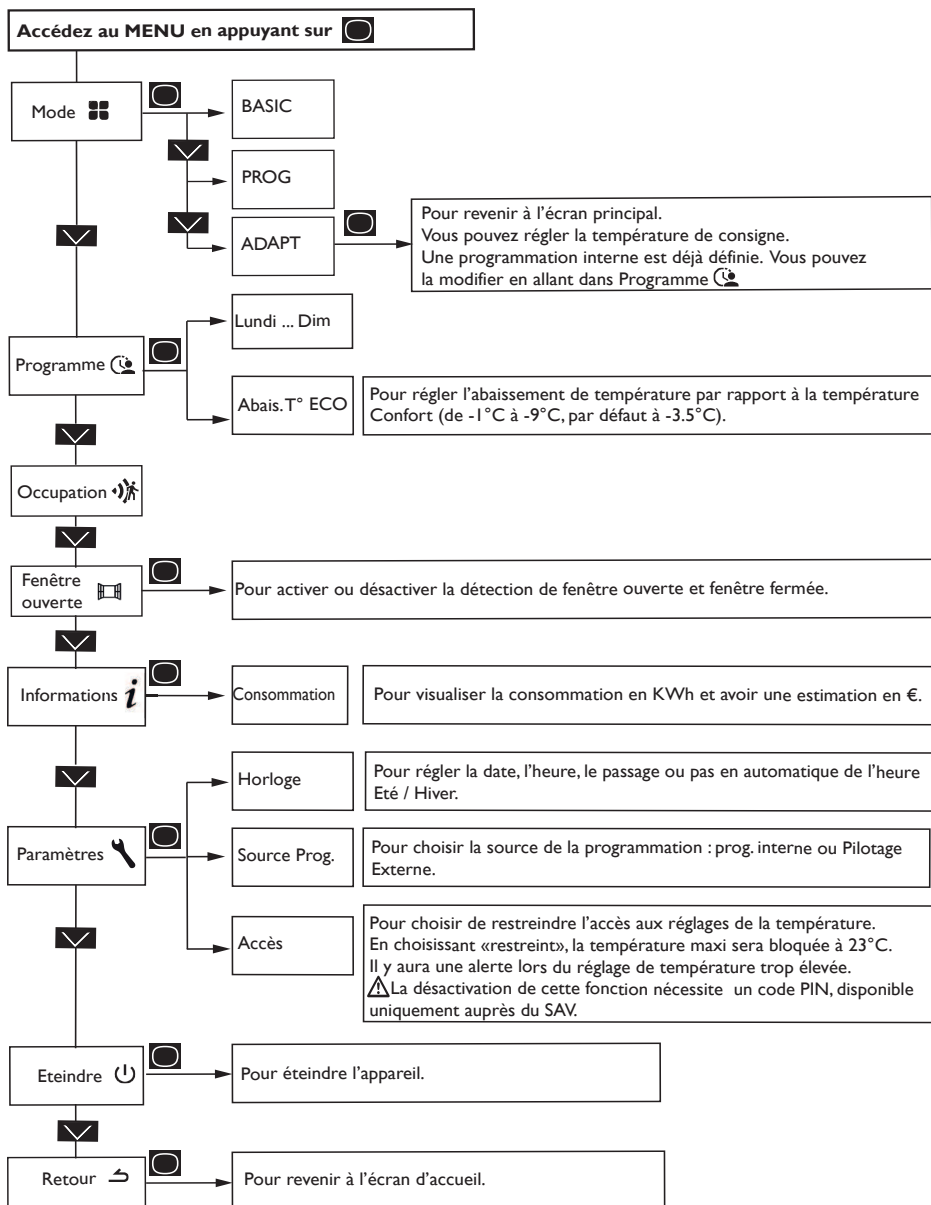 Accédez au MENU en appuyant sur
Mode
BASIC
PROG
ADAPT
Pour revenir à l'écran principal.
Vous pouvez régler la température de consigne.
Une programmation interne est déjà définie. Vous pouvez
la modifier en allant dans Programme
Programme
Lundi ... Dim
Abais.T° ECO
Pour régler l'abaissement de température par rapport à la température
Confort (de -1°C à -9°C, par défaut à -3.5°C).
Occupation
Fenêtre
ouverte
Pour activer ou désactiver la détection de fenêtre ouverte et fenêtre fermée.
Informations i
Consommation
Pour visualiser la consommation en KWh et avoir une estimation en €.
Paramètres
Horloge
Pour régler la date, l'heure, le passage ou pas en automatique de l'heure
Eté / Hiver.
Source Prog.
Pour choisir la source de la programmation : prog. interne ou Pilotage
Externe.
Accès
Pour choisir de restreindre l'accès aux réglages de la température.
En choisissant «restreint», la température maxi sera bloquée à 23°C.
Il y aura une alerte lors du réglage de température trop élevée.
⚠La désactivation de cette fonction nécessite un code PIN, disponible
uniquement auprès du SAV.
Eteindre
Pour éteindre l'appareil.
Retour
Pour revenir à l'écran d'accueil.